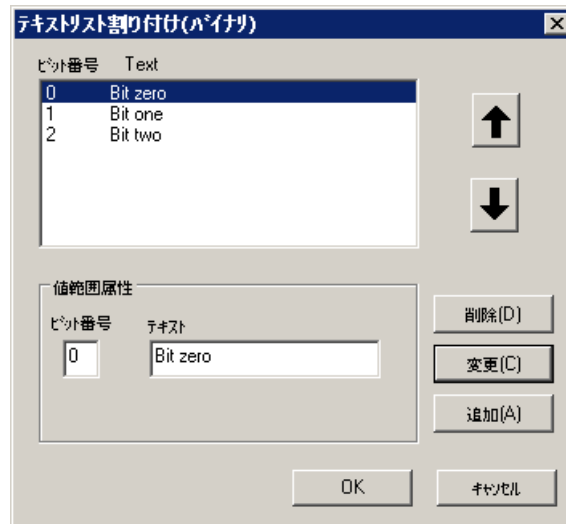 テキストリスト割り付け(バイナリ)
ビット番号 Text
0 Bit zero
1 Bit one
2 Bit two
値範囲属性
ビット番号 テキスト
0 Bit zero
削除(D)
変更(C)
追加(A)
OK キャンセル